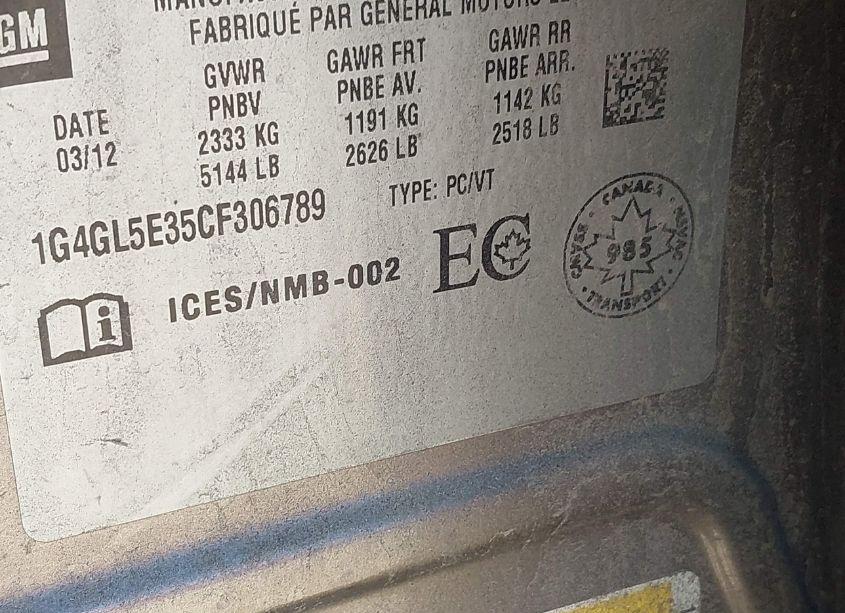 GM
FABRIQUÉ PAR GENERAL MOTORS
DATE
03/12
GVWR
PNBV
2333 KG
5144 LB
GAWR FRT
PNBE AV.
1191 KG
2626 LB
GAWR RR
PNBE ARR.
1142 KG
2518 LB
1G4GL5E35CF306789
TYPE: PC/VT
i
ICES/NMB-002
EC
CANADA
985
TRANSPORT